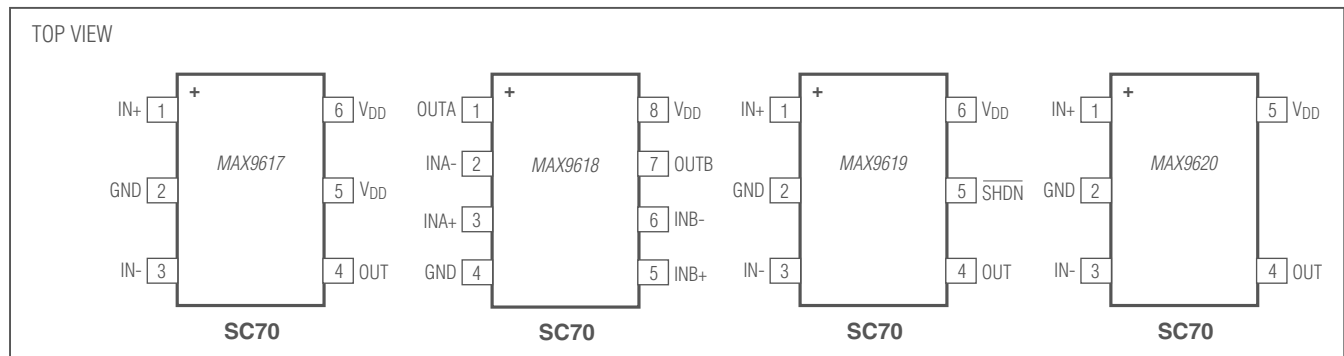 TOP VIEW
+
IN+ 1
6 VDD
MAX9617
GND 2
5 VDD
IN- 3
4 OUT
SC70
+
OUTA 1
8 VDD
INA- 2
7 OUTB
MAX9618
INA+ 3
6 INB-
GND 4
5 INB+
SC70
+
IN+ 1
6 VDD
MAX9619
GND 2
5 SHDN
IN- 3
4 OUT
SC70
+
IN+ 1
5 VDD
MAX9620
GND 2
IN- 3
4 OUT
SC70